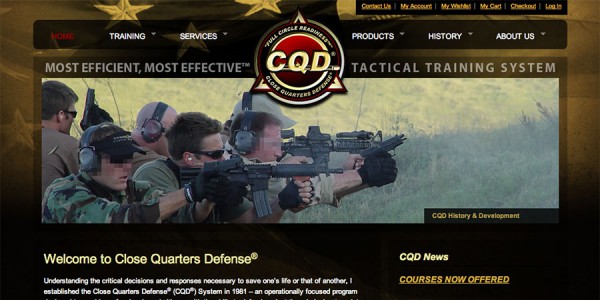 Contact Us | My Account | My Wishlist | My Cart | Checkout | Log In
HOME TRAINING SERVICES PRODUCTS HISTORY ABOUT US
"FULL CIRCLE READINESS"™
CQD
CLOSE QUARTERS DEFENSE®
MOST EFFICIENT, MOST EFFECTIVE™ TACTICAL TRAINING SYSTEM
CQD History & Development
Welcome to Close Quarters Defense®
CQD News
Understanding the critical decisions and responses necessary to save one's life or that of another, I
COURSES NOW OFFERED
established the Close Quarters Defense® (CQD®) System in 1981 – an operationally focused program